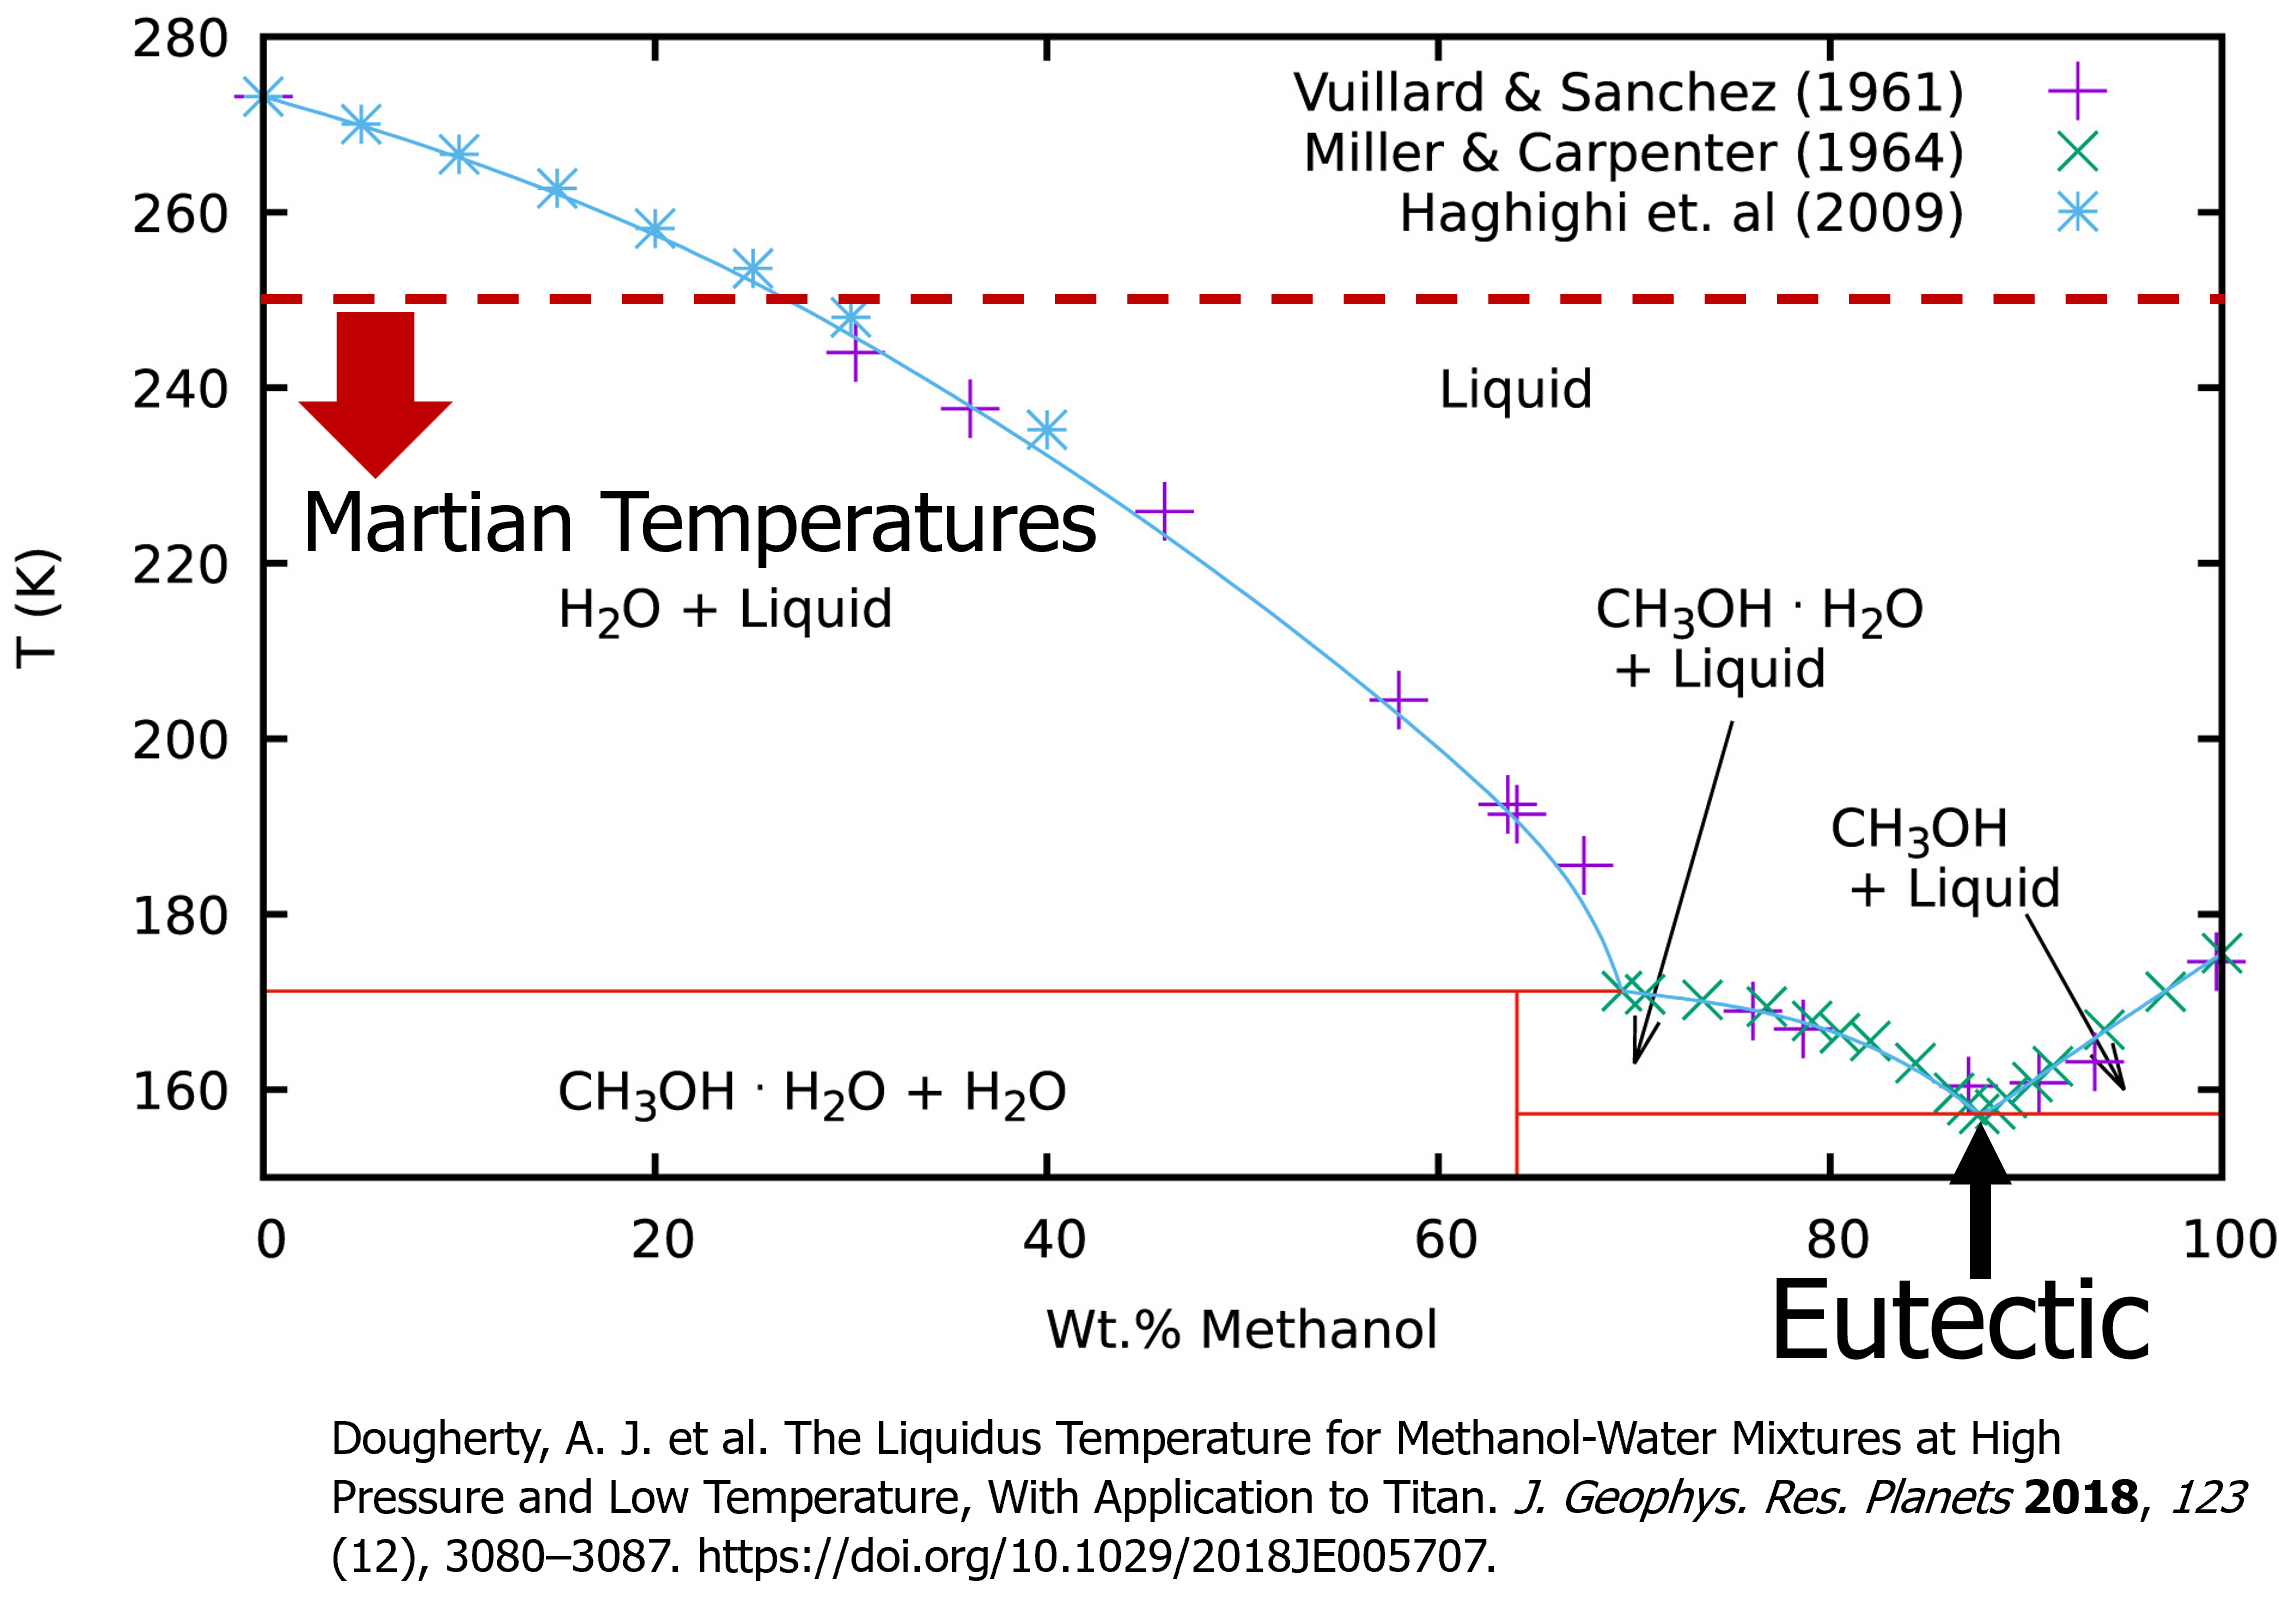 280
260
240
220
200
180
160
T (K)
Vuillard & Sanchez (1961)
Miller & Carpenter (1964)
Haghighi et. al (2009)
Liquid
Martian Temperatures
H₂O + Liquid
CH₃OH · H₂O
+ Liquid
CH₃OH
+ Liquid
CH₃OH · H₂O + H₂O
0 20 40 60 80 100
Wt.% Methanol
Eutectic
Dougherty, A. J. et al. The Liquidus Temperature for Methanol-Water Mixtures at High
Pressure and Low Temperature, With Application to Titan. J. Geophys. Res. Planets 2018, 123
(12), 3080–3087. https://doi.org/10.1029/2018JE005707.